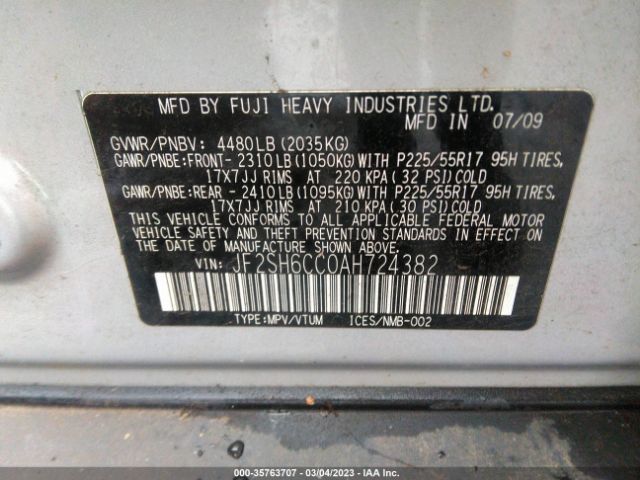 MFD BY FUJI HEAVY INDUSTRIES LTD.
MFD IN 07/09
GVWR/PNBV: 4480LB(2035KG)
GAWR/PNBE:FRONT- 2310LB(1050KG)WITH P225/55R17 95H TIRES,
17X7JJ RIMS AT 220 KPA(32 PSI)COLD
GAWR/PNBE:REAR - 2410LB(1095KG)WITH P225/55R17 95H TIRES,
17X7JJ RIMS AT 210 KPA(30 PSI)COLD
THIS VEHICLE CONFORMS TO ALL APPLICABLE FEDERAL MOTOR
VEHICLE SAFETY AND THEFT PREVENTION STANDARDS IN EFFECT
ON THE DATE OF MANUFACTURE SHOWN ABOVE.
VIN: JF2SH6CC0AH724382
TYPE:MPV/VTUM ICES/NMB-002
000-35763707 - 03/04/2023 - IAA Inc.